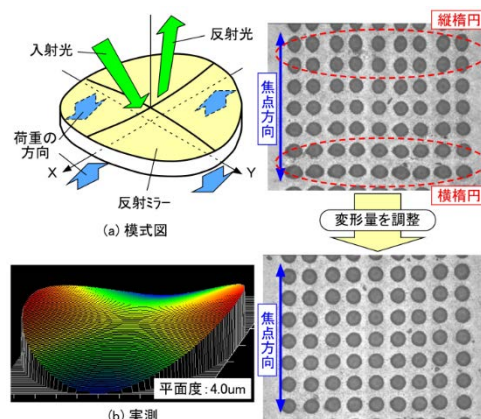 入射光
反射光
荷重の
方向
X
Y
反射ミラー
(a) 模式図
平面度:4.0um
(b) 実測
縦楕円
焦点方向
横楕円
変形量を調整
焦点方向